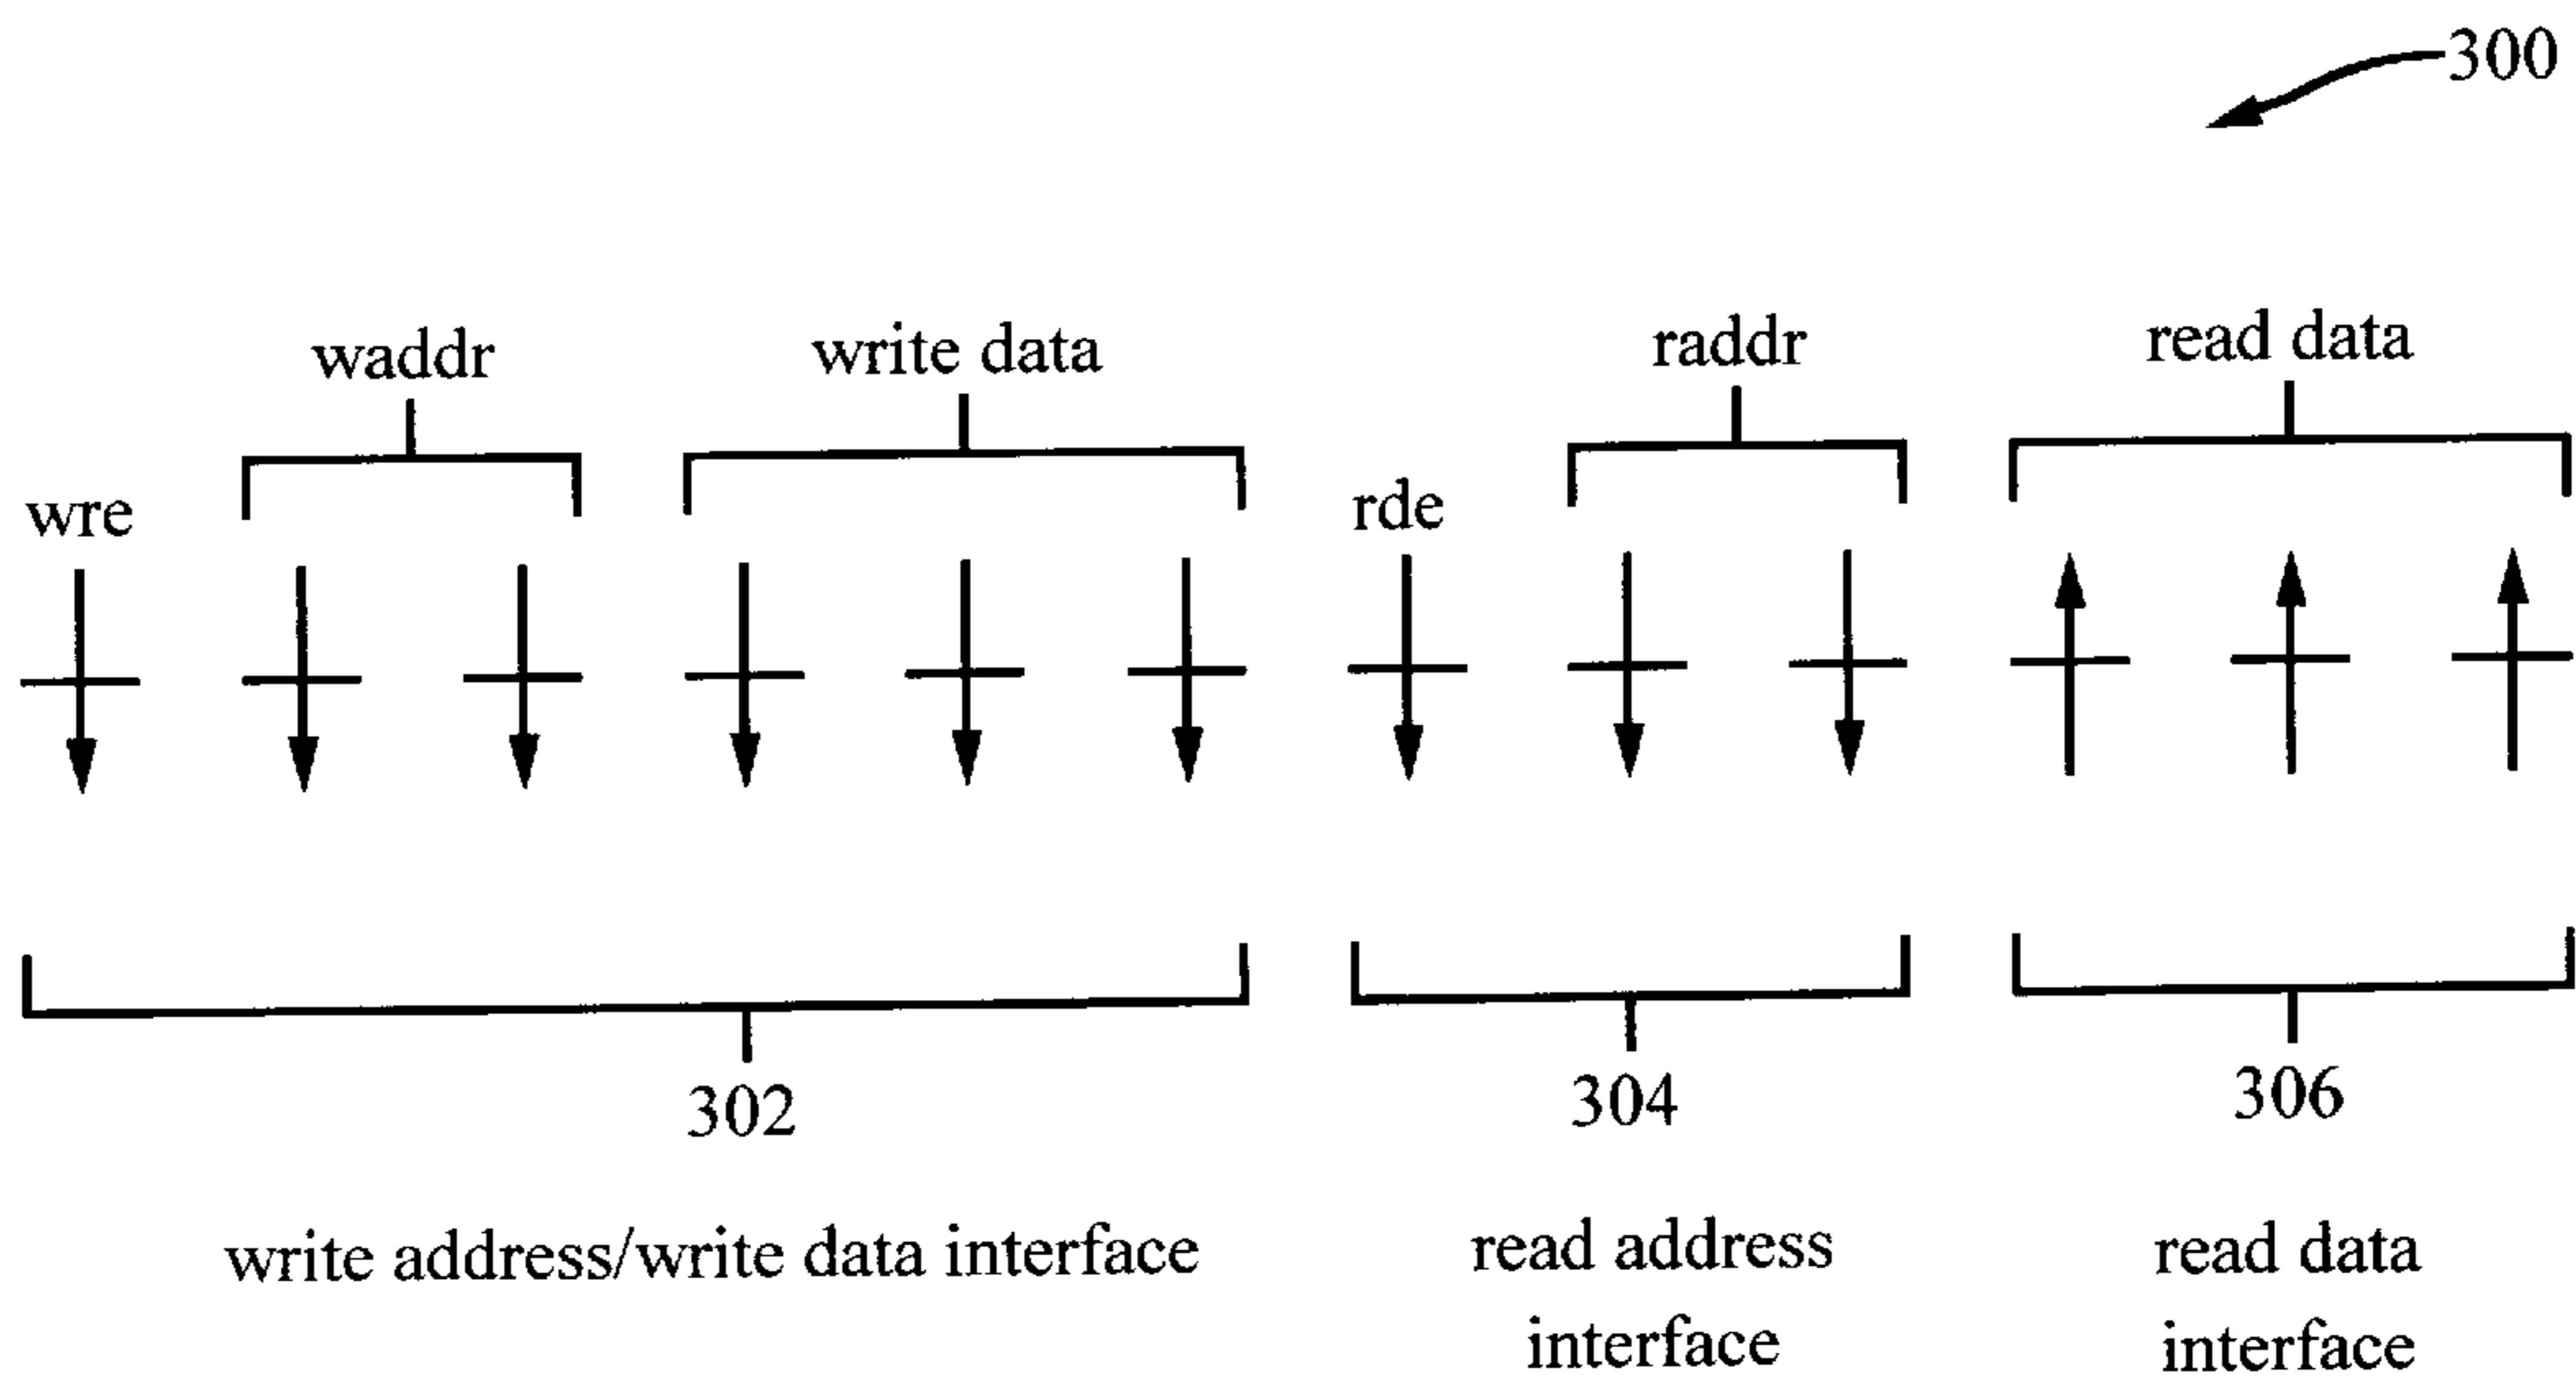 300
waddr
write data
raddr
read data
wre
rde
302
304
306
write address/write data interface
read address
interface
read data
interface